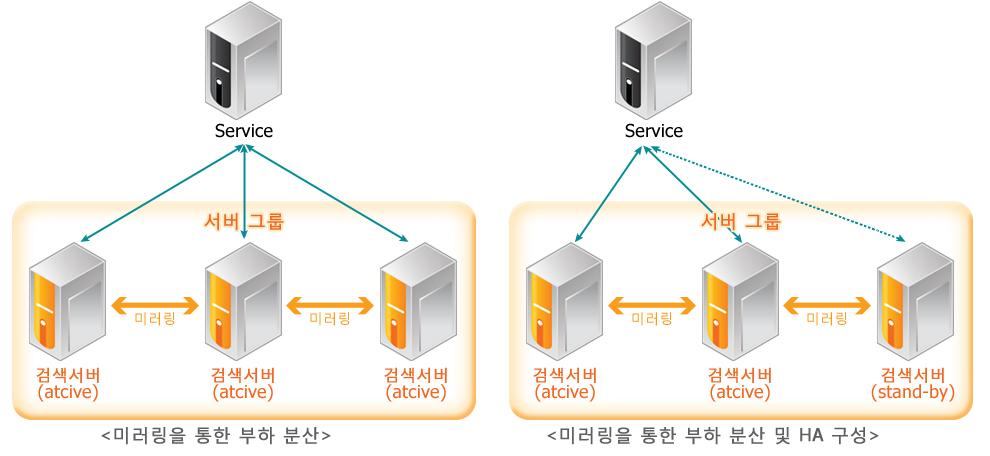 Service
서버 그룹
미러링
미러링
검색서버
(atcive)
검색서버
(atcive)
검색서버
(atcive)
<미러링을 통한 부하 분산>
Service
서버 그룹
미러링
미러링
검색서버
(atcive)
검색서버
(atcive)
검색서버
(stand-by)
<미러링을 통한 부하 분산 및 HA 구성>